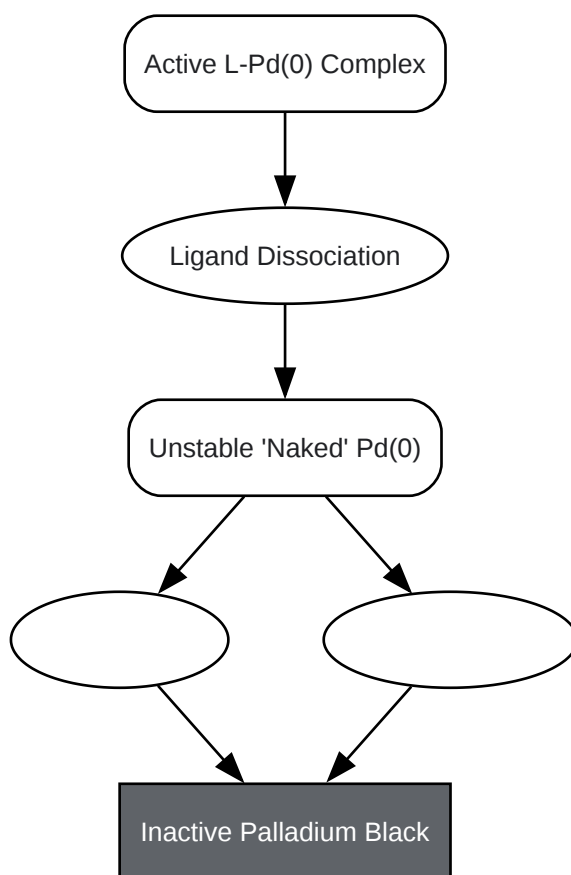 Active L-Pd(0) Complex
Ligand Dissociation
Unstable 'Naked' Pd(0)
Inactive Palladium Black